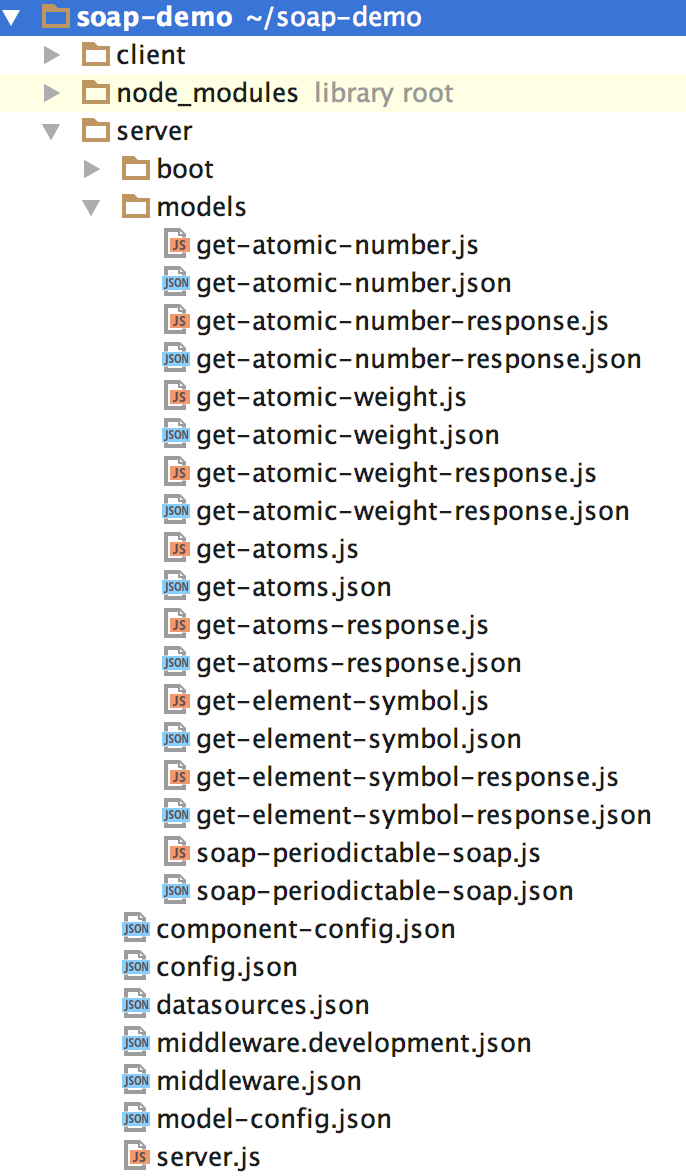 soap-demo ~/soap-demo
client
node_modules library root
server
boot
models
JS get-atomic-number.js
JSON get-atomic-number.json
JS get-atomic-number-response.js
JSON get-atomic-number-response.json
JS get-atomic-weight.js
JSON get-atomic-weight.json
JS get-atomic-weight-response.js
JSON get-atomic-weight-response.json
JS get-atoms.js
JSON get-atoms.json
JS get-atoms-response.js
JSON get-atoms-response.json
JS get-element-symbol.js
JSON get-element-symbol.json
JS get-element-symbol-response.js
JSON get-element-symbol-response.json
JS soap-periodictable-soap.js
JSON soap-periodictable-soap.json
JSON component-config.json
JSON config.json
JSON datasources.json
JSON middleware.development.json
JSON middleware.json
JSON model-config.json
JS server.js